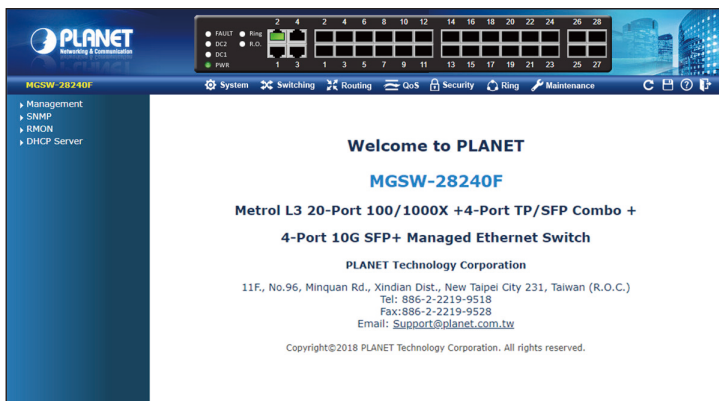 PLANET
Networking & Communication
2 4 2 4 6 8 10 12 14 16 18 20 22 24 26 28
FAULT Ring
DC2 R.O.
DC1
PWR 1 3 1 3 5 7 9 11 13 15 17 19 21 23 25 27
MGSW-28240F System Switching Routing QoS Security Ring Maintenance
Management
SNMP
RMON
DHCP Server
Welcome to PLANET
MGSW-28240F
Metrol L3 20-Port 100/1000X +4-Port TP/SFP Combo +
4-Port 10G SFP+ Managed Ethernet Switch
PLANET Technology Corporation
11F., No.96, Minquan Rd., Xindian Dist., New Taipei City 231, Taiwan (R.O.C.)
Tel: 886-2-2219-9518
Fax:886-2-2219-9528
Email: Support@planet.com.tw
Copyright©2018 PLANET Technology Corporation. All rights reserved.